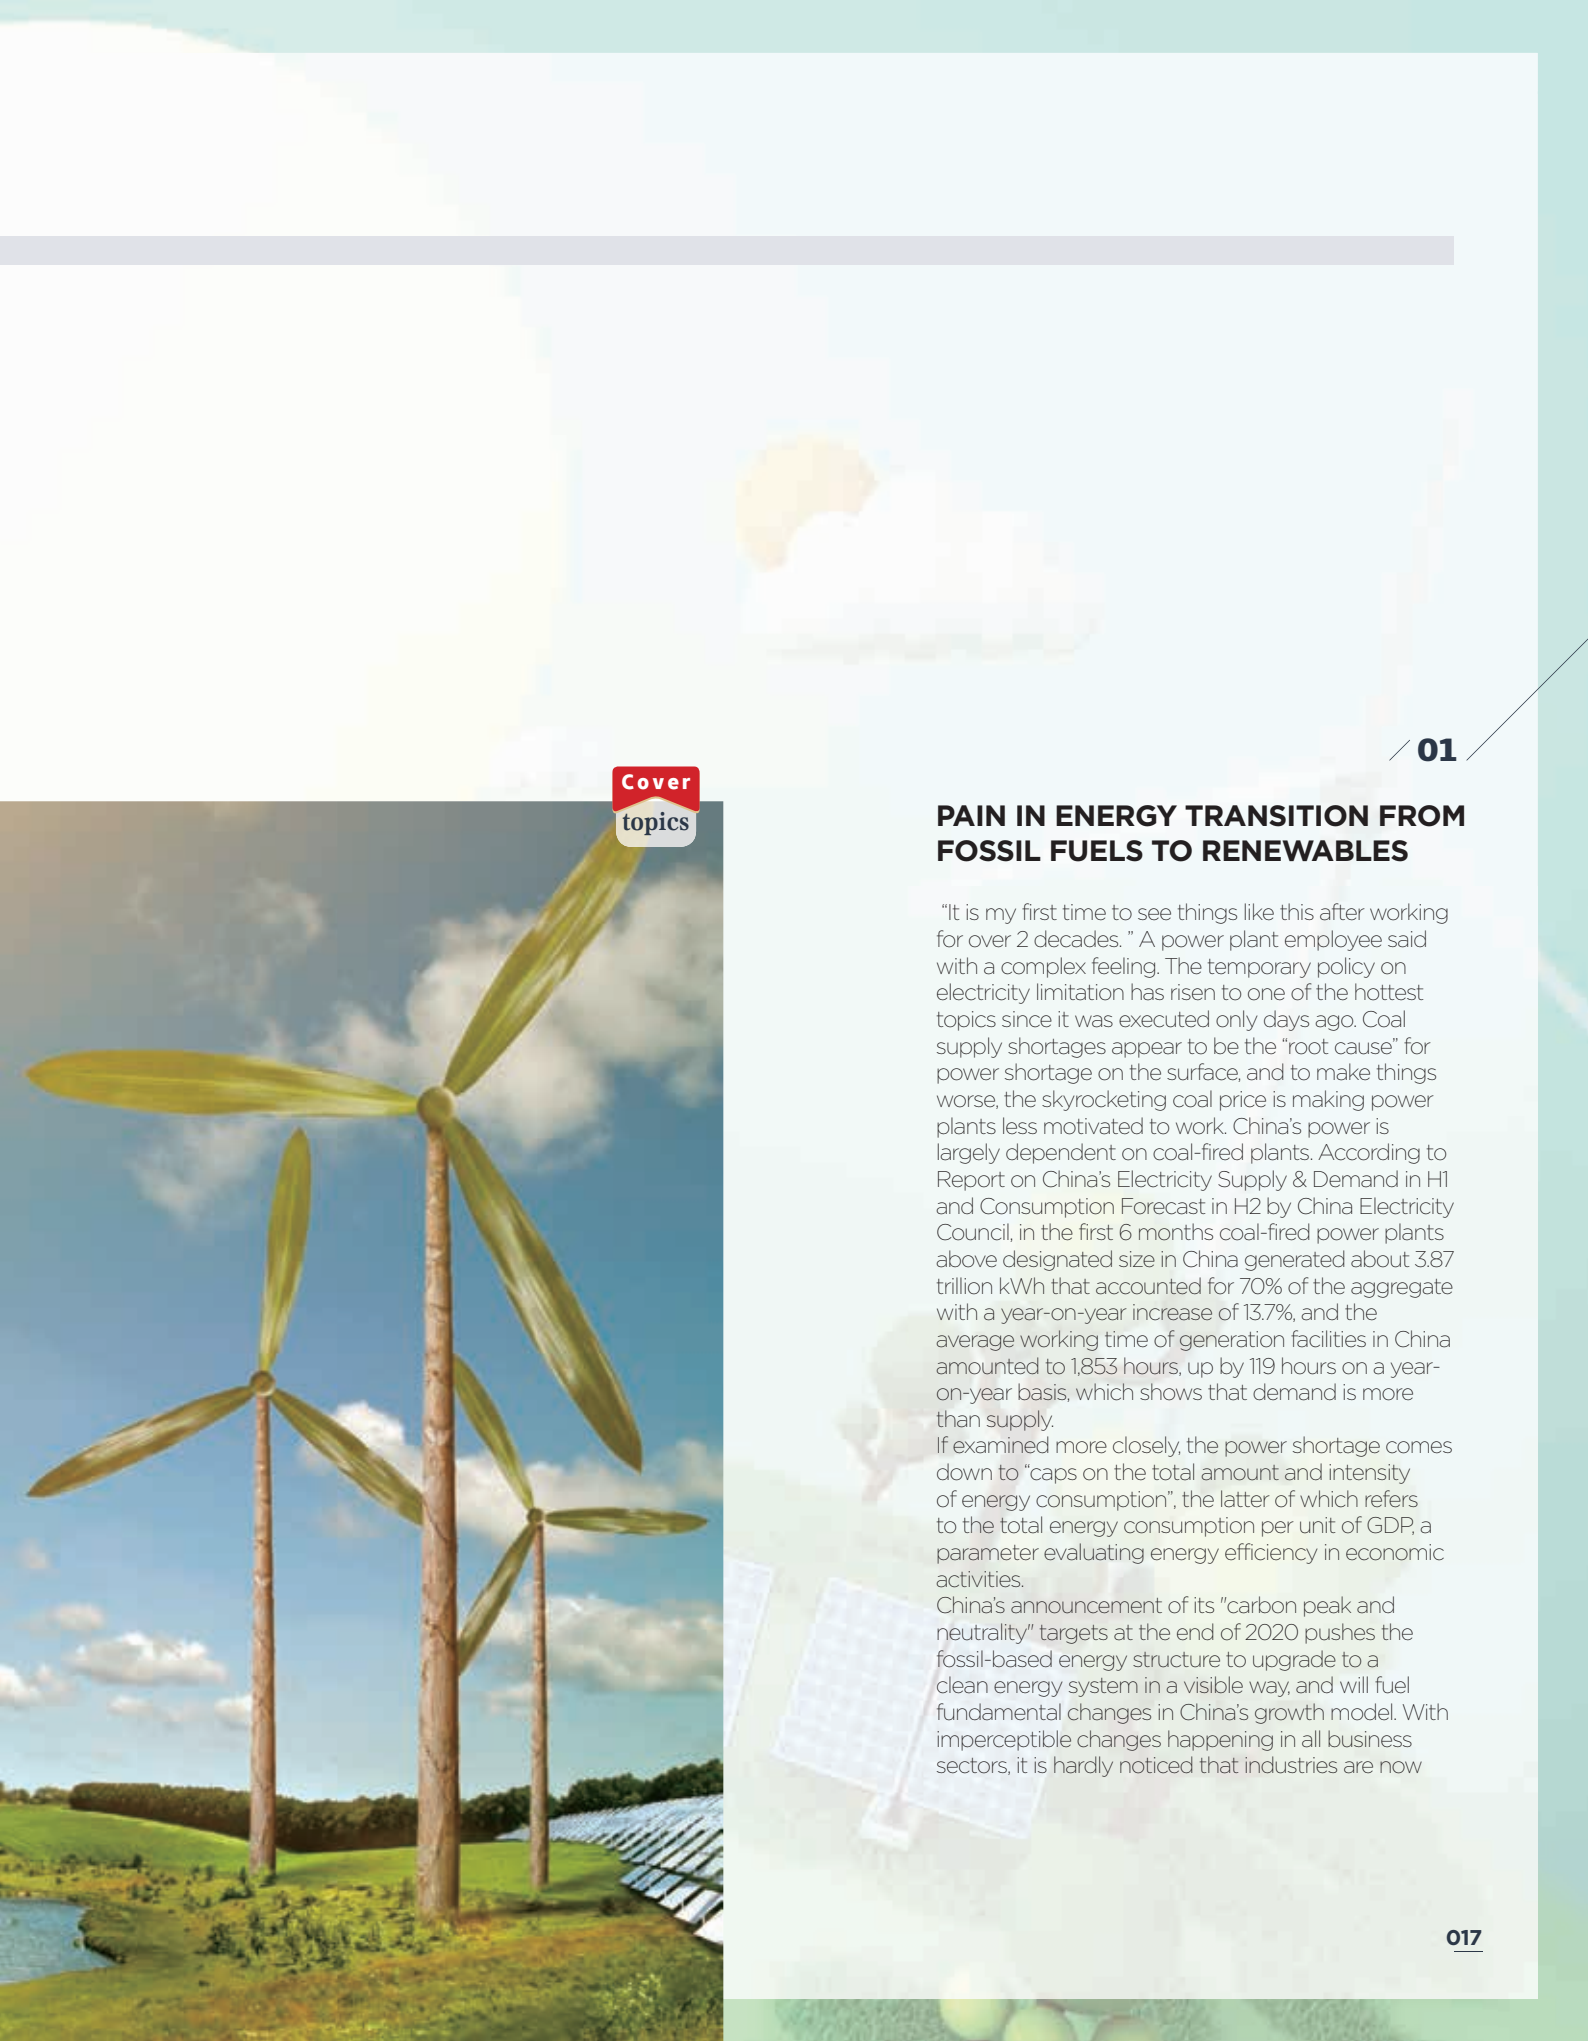 01
Cover
topics
PAIN IN ENERGY TRANSITION FROM
FOSSIL FUELS TO RENEWABLES
“It is my first time to see things like this after working
for over 2 decades. ” A power plant employee said
with a complex feeling. The temporary policy on
electricity limitation has risen to one of the hottest
topics since it was executed only days ago. Coal
supply shortages appear to be the “root cause” for
power shortage on the surface, and to make things
worse, the skyrocketing coal price is making power
plants less motivated to work. China’s power is
largely dependent on coal-fired plants. According to
Report on China’s Electricity Supply & Demand in H1
and Consumption Forecast in H2 by China Electricity
Council, in the first 6 months coal-fired power plants
above designated size in China generated about 3.87
trillion kWh that accounted for 70% of the aggregate
with a year-on-year increase of 13.7%, and the
average working time of generation facilities in China
amounted to 1,853 hours, up by 119 hours on a year-
on-year basis, which shows that demand is more
than supply.
If examined more closely, the power shortage comes
down to “caps on the total amount and intensity
of energy consumption”, the latter of which refers
to the total energy consumption per unit of GDP, a
parameter evaluating energy efficiency in economic
activities.
China’s announcement of its "carbon peak and
neutrality" targets at the end of 2020 pushes the
fossil-based energy structure to upgrade to a
clean energy system in a visible way, and will fuel
fundamental changes in China’s growth model. With
imperceptible changes happening in all business
sectors, it is hardly noticed that industries are now
017